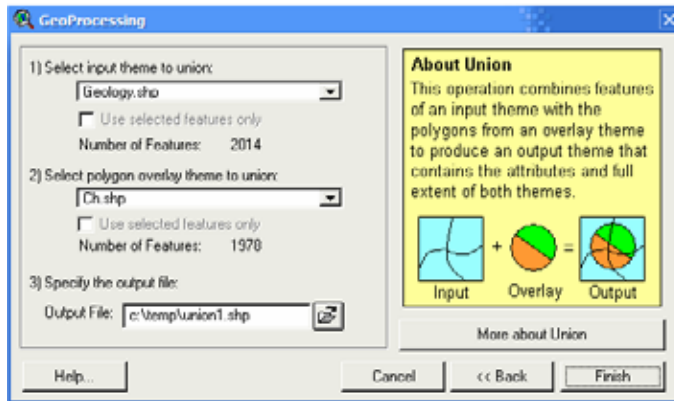 GeoProcessing
1) Select input theme to union:
Geology.shp
Use selected features only
Number of Features: 2014
2) Select polygon overlay theme to union:
Ch.shp
Use selected features only
Number of Features: 1978
3) Specify the output file:
Output File: c:\temp\union1.shp
About Union
This operation combines features
of an input theme with the
polygons from an overlay theme
to produce an output theme that
contains the attributes and full
extent of both themes.
+ =
Input Overlay Output
More about Union
Help... Cancel << Back Finish